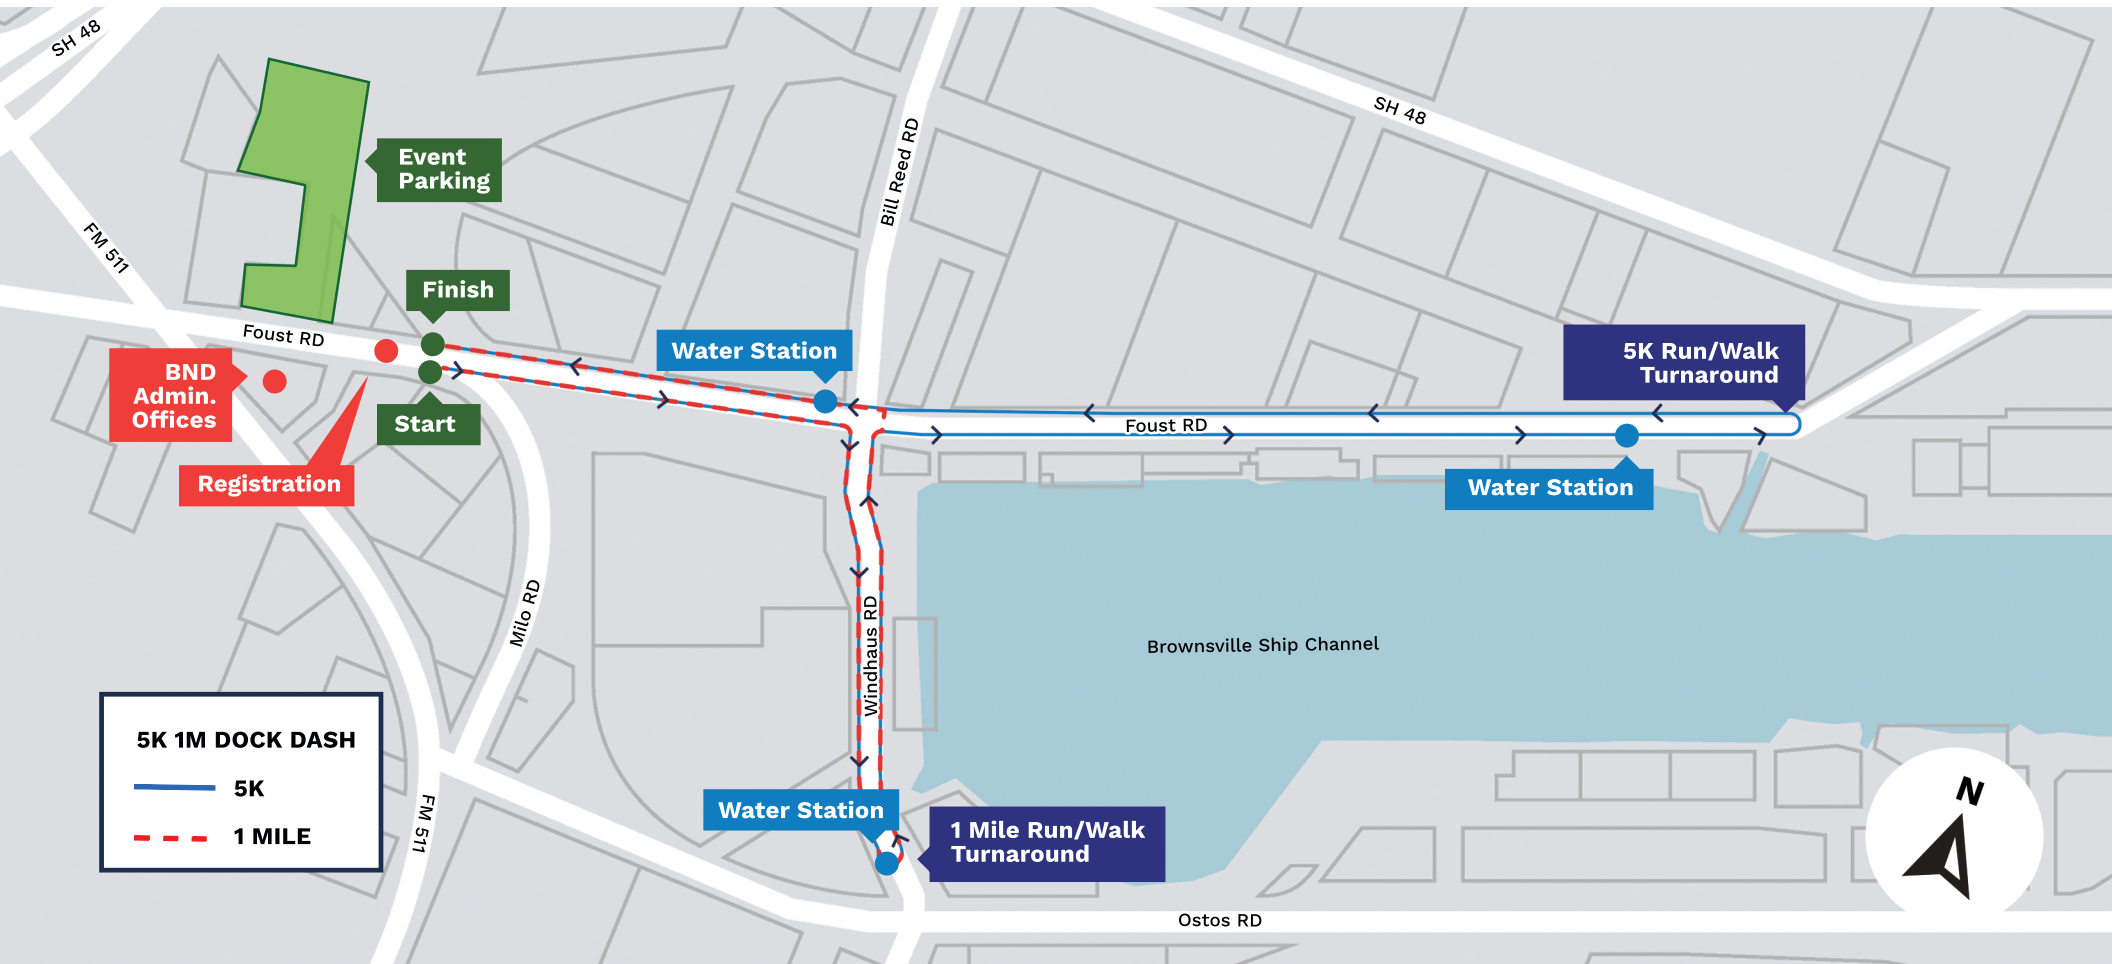 SH 48
SH 48
Bill Reed RD
Event
Parking
FM 511
Finish
Foust RD
Water Station
5K Run/Walk
Turnaround
BND
Admin.
Offices
Start
Foust RD
Registration
Water Station
Milo RD
Windhaus RD
Brownsville Ship Channel
5K 1M DOCK DASH
5K
1 MILE
FM 511
Water Station
1 Mile Run/Walk
Turnaround
N
Ostos RD